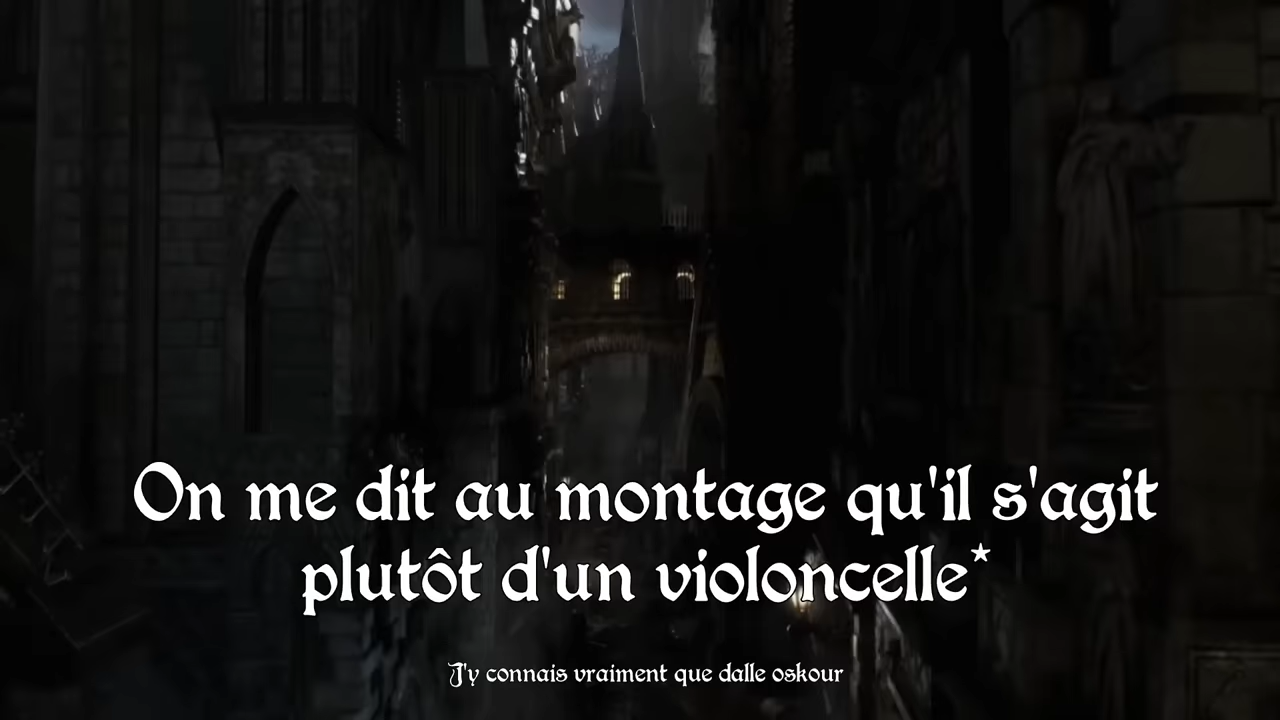 On me dit au montage qu'il s'agit
plutôt d'un violoncelle*
J'y connais vraiment que dalle oskour